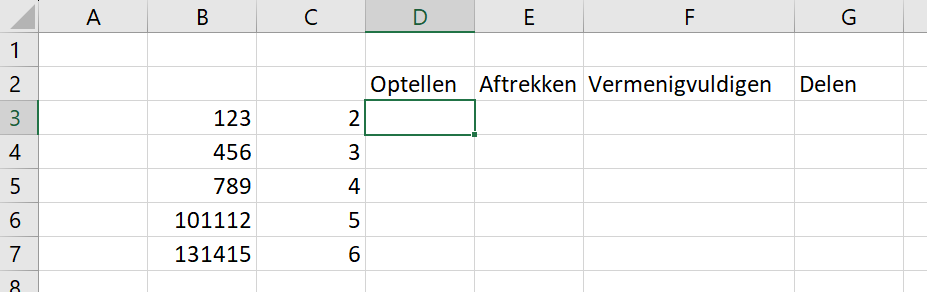 A B C D E F G
1
2 Optellen Aftrekken Vermenigvuldigen Delen
3 123 2
4 456 3
5 789 4
6 101112 5
7 131415 6
8